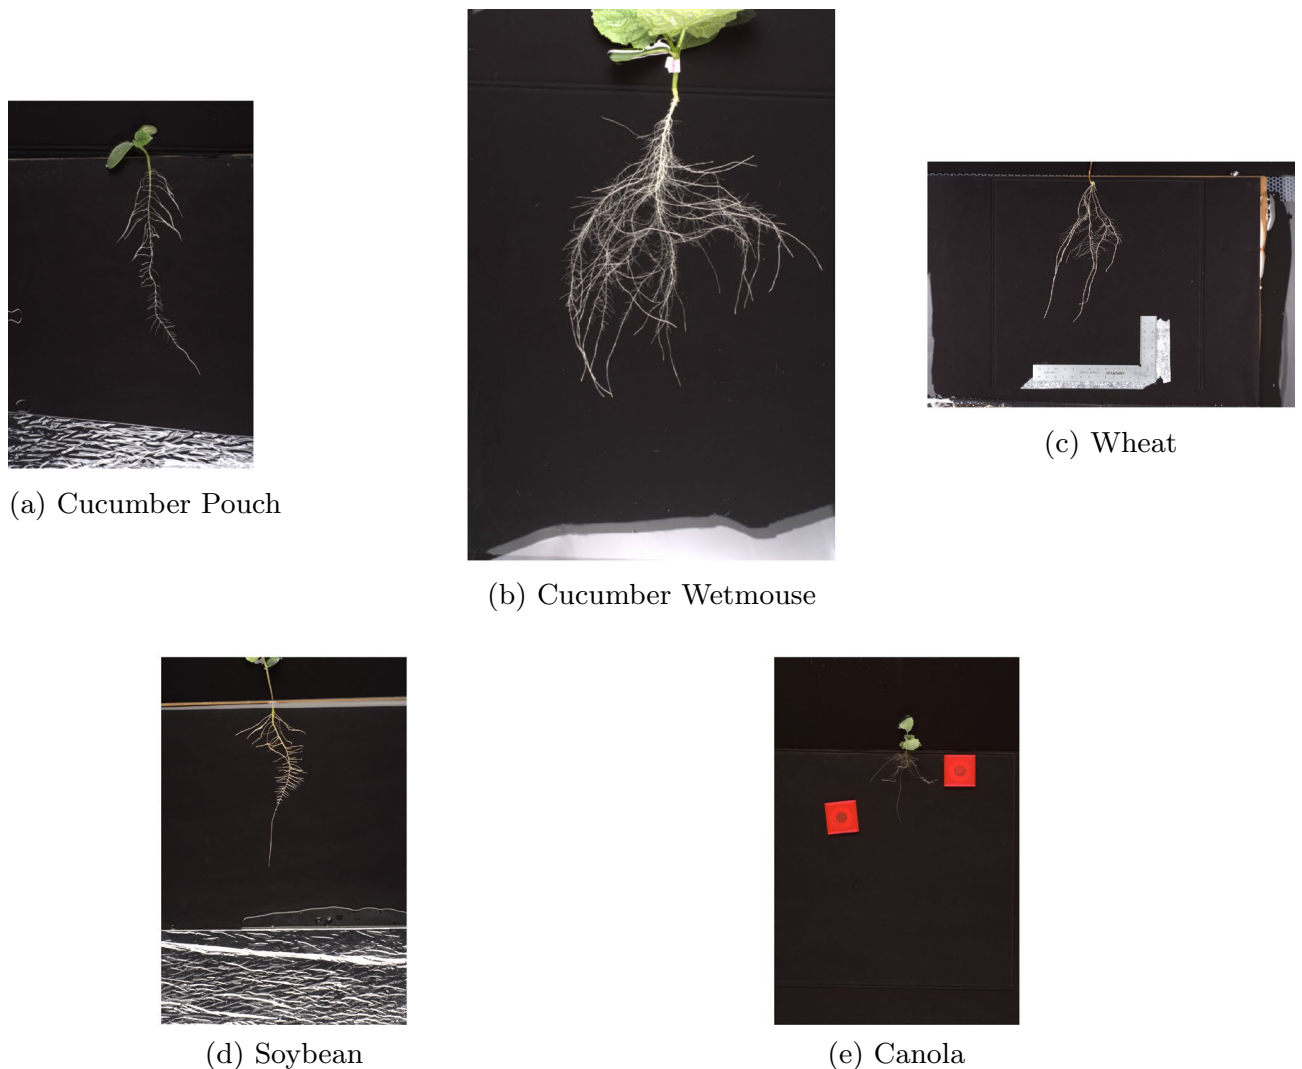 (a) Cucumber Pouch
(b) Cucumber Wetmouse
(c) Wheat
(d) Soybean
(e) Canola